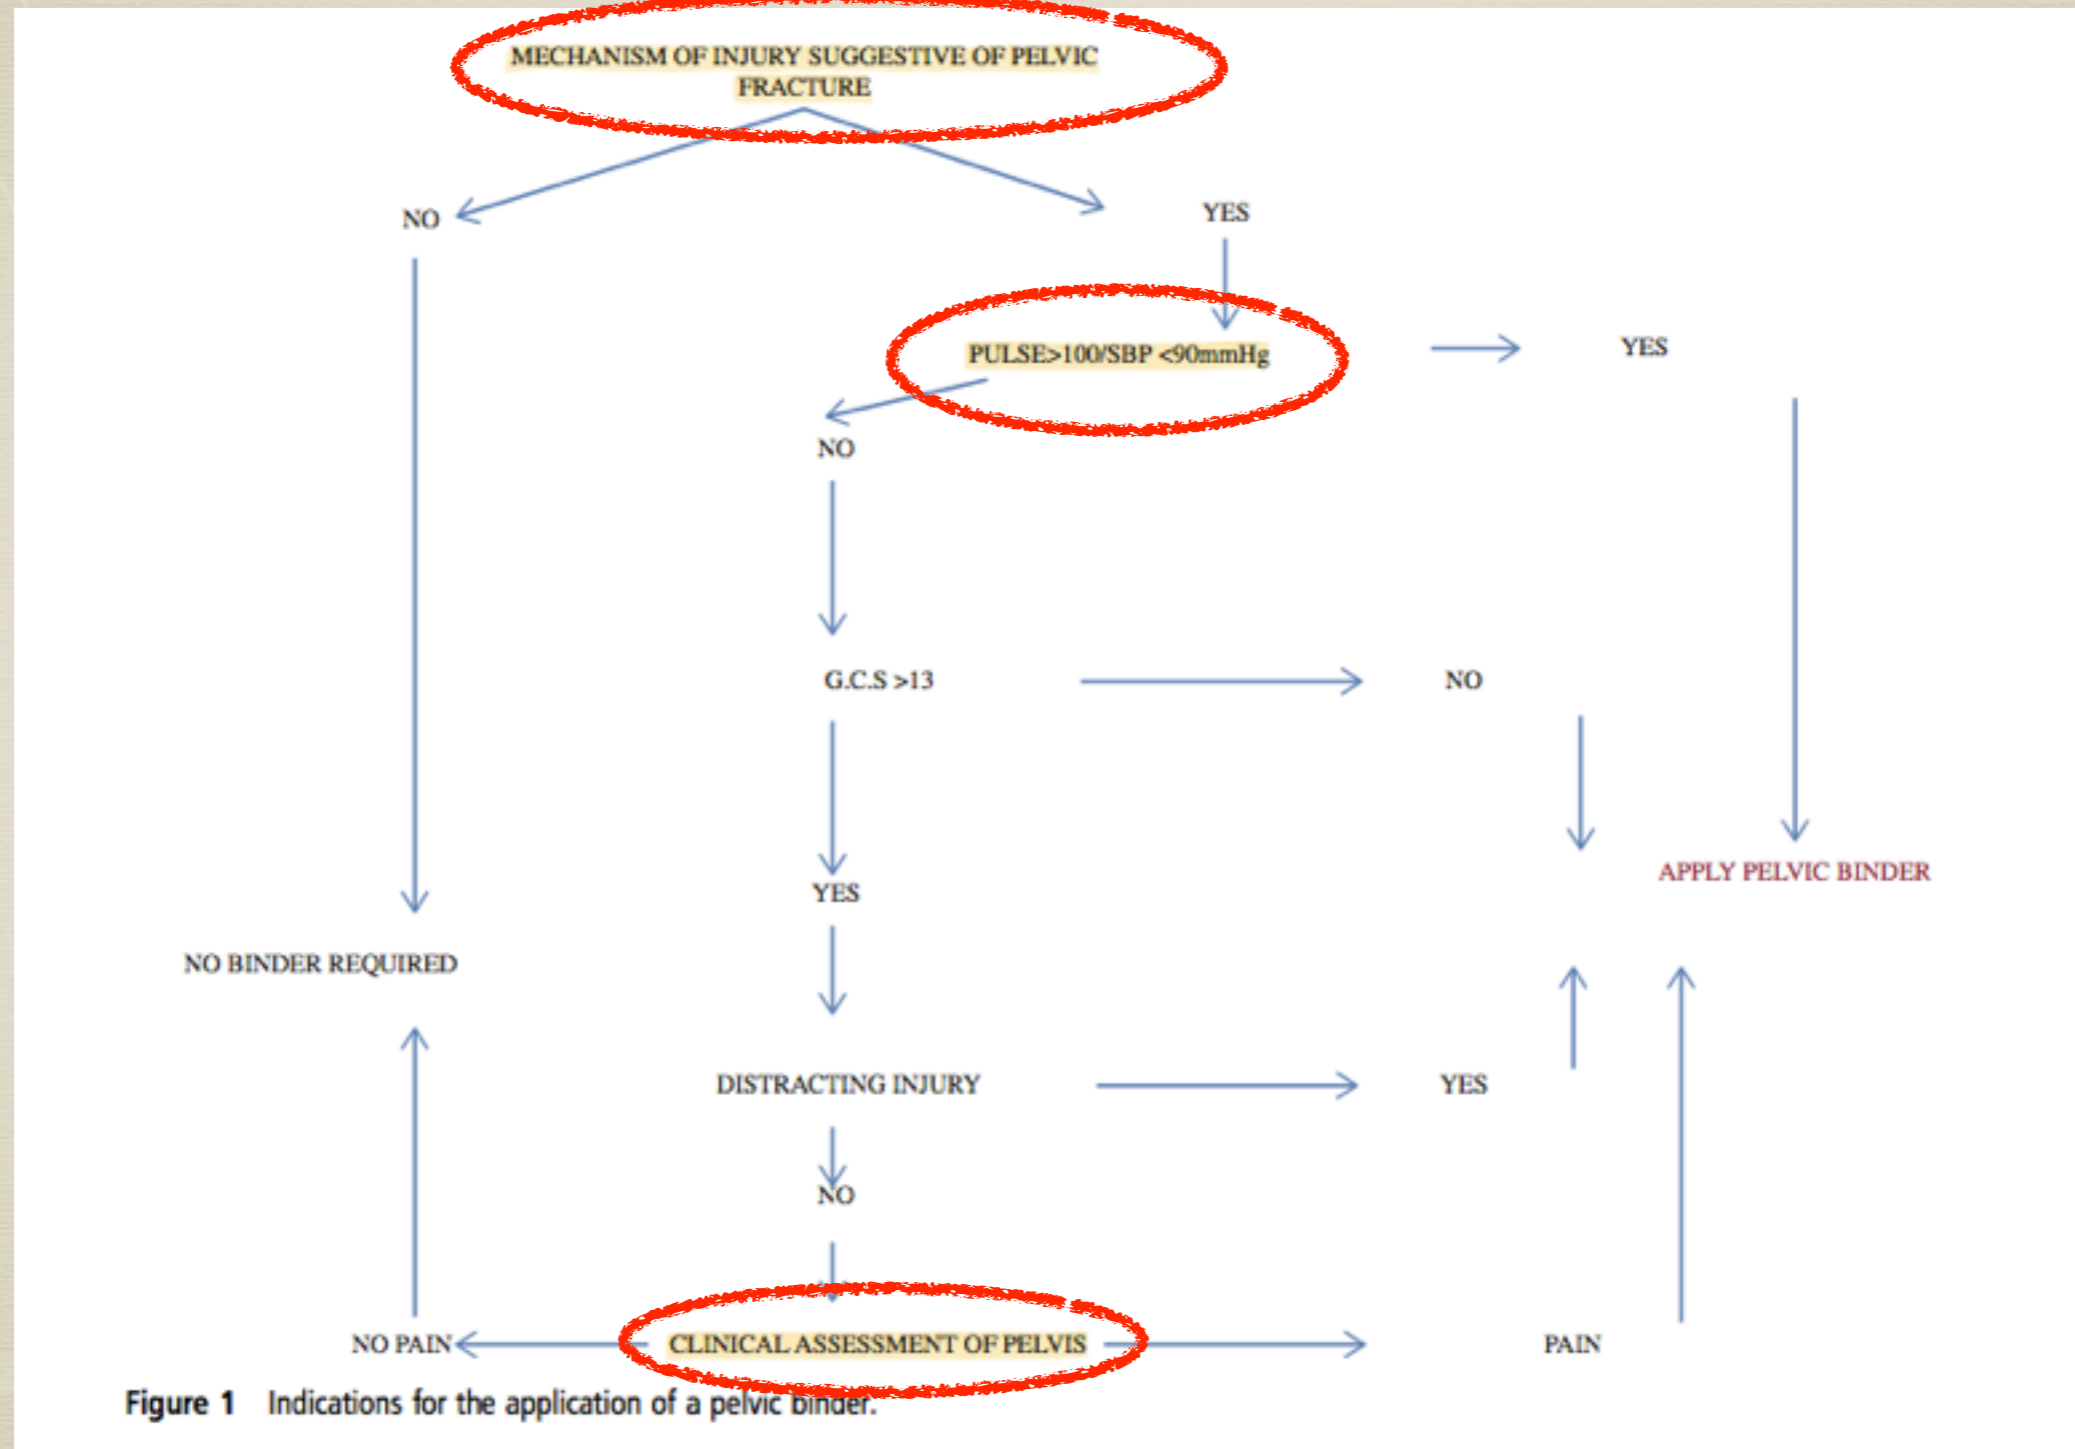 MECHANISM OF INJURY SUGGESTIVE OF PELVIC
FRACTURE
NO
YES
PULSE>100/SBP <90mmHg
YES
NO
G.C.S >13
NO
APPLY PELVIC BINDER
YES
NO BINDER REQUIRED
DISTRACTING INJURY
YES
NO
NO PAIN
CLINICAL ASSESSMENT OF PELVIS
PAIN
Figure 1 Indications for the application of a pelvic binder.